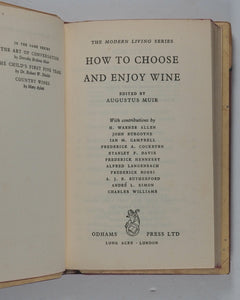 IN THE SAME SERIES
THE ART OF CONVERSATION
THE CHILD'S FIRST FIVE YEARS
COUNTRY WINES
by Mary Aylett
THE MODERN LIVING SERIES
HOW TO CHOOSE
AND ENJOY WINE
EDITED BY
AUGUSTUS MUIR
With contributions by
H. WARNER ALLEN
JOHN BURGOYNE
IAN M. CAMPBELL
FREDERICK A. COCKBURN
STANLEY P. DAVIS
FREDERICK HENNESSY
ALFRED LANGENBACH
FREDERICK ROSSI
A. J. B. RUTHERFORD
ANDRÉ L. SIMON
CHARLES WILLIAMS
ODHAMS PRESS LTD
LONG ACRE · LONDON